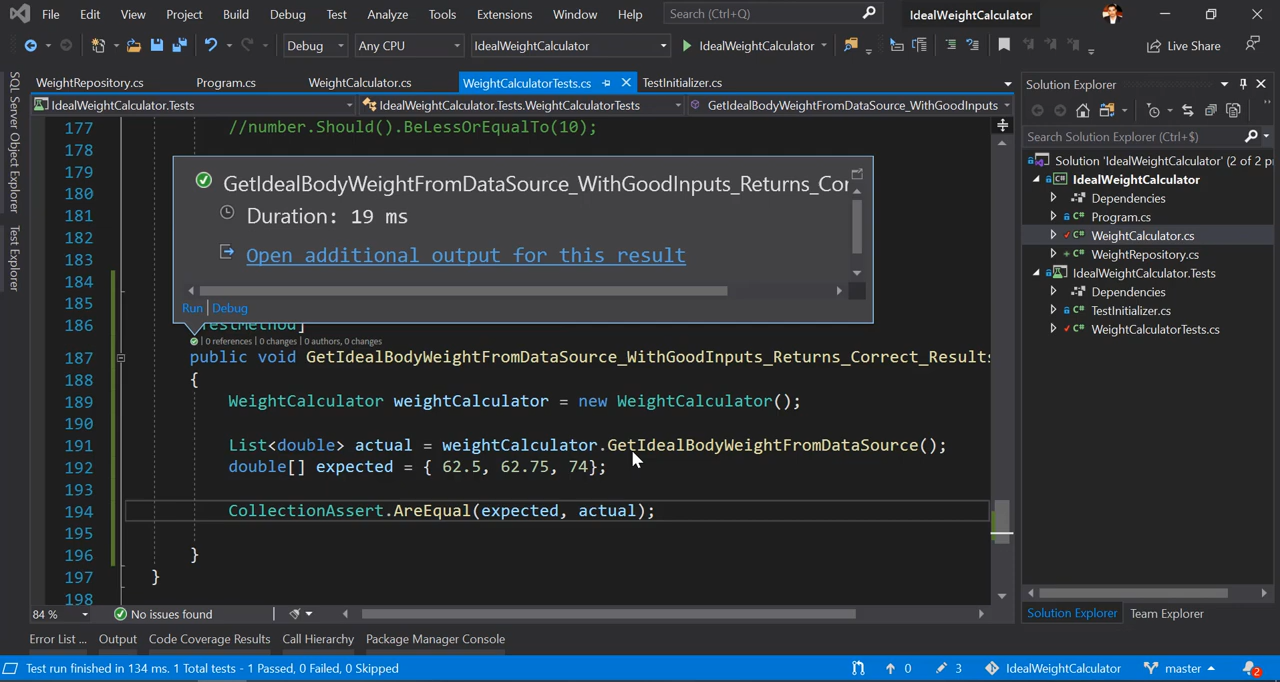 File Edit View Project Build Debug Test Analyze Tools Extensions Window Help Search (Ctrl+Q) IdealWeightCalculator
Debug Any CPU IdealWeightCalculator IdealWeightCalculator Live Share
WeightRepository.cs Program.cs WeightCalculator.cs WeightCalculatorTests.cs TestInitializer.cs
IdealWeightCalculator.Tests IdealWeightCalculator.Tests.WeightCalculatorTests GetIdealBodyWeightFromDataSource_WithGoodInputs
SQL Server Object Explorer
Test Explorer
177 //number.Should().BeLessOrEqualTo(10);
178
179
180
181
182
183
184
185
186
GetIdealBodyWeightFromDataSource_WithGoodInputs_Returns_Cor
Duration: 19 ms
Open additional output for this result
Run | Debug
TestMethod]
0 references | 0 changes | 0 authors, 0 changes
187 public void GetIdealBodyWeightFromDataSource_WithGoodInputs_Returns_Correct_Results
188 {
189 WeightCalculator weightCalculator = new WeightCalculator();
190
191 List<double> actual = weightCalculator.GetIdealBodyWeightFromDataSource();
192 double[] expected = { 62.5, 62.75, 74};
193
194 CollectionAssert.AreEqual(expected, actual);
195
196 }
197 }
198
84 % No issues found
Solution Explorer
Search Solution Explorer (Ctrl+$)
Solution 'IdealWeightCalculator' (2 of 2 p
IdealWeightCalculator
Dependencies
Program.cs
WeightCalculator.cs
WeightRepository.cs
IdealWeightCalculator.Tests
Dependencies
TestInitializer.cs
WeightCalculatorTests.cs
Solution Explorer Team Explorer
Error List ... Output Code Coverage Results Call Hierarchy Package Manager Console
Test run finished in 134 ms. 1 Total tests - 1 Passed, 0 Failed, 0 Skipped 0 3 IdealWeightCalculator master 2